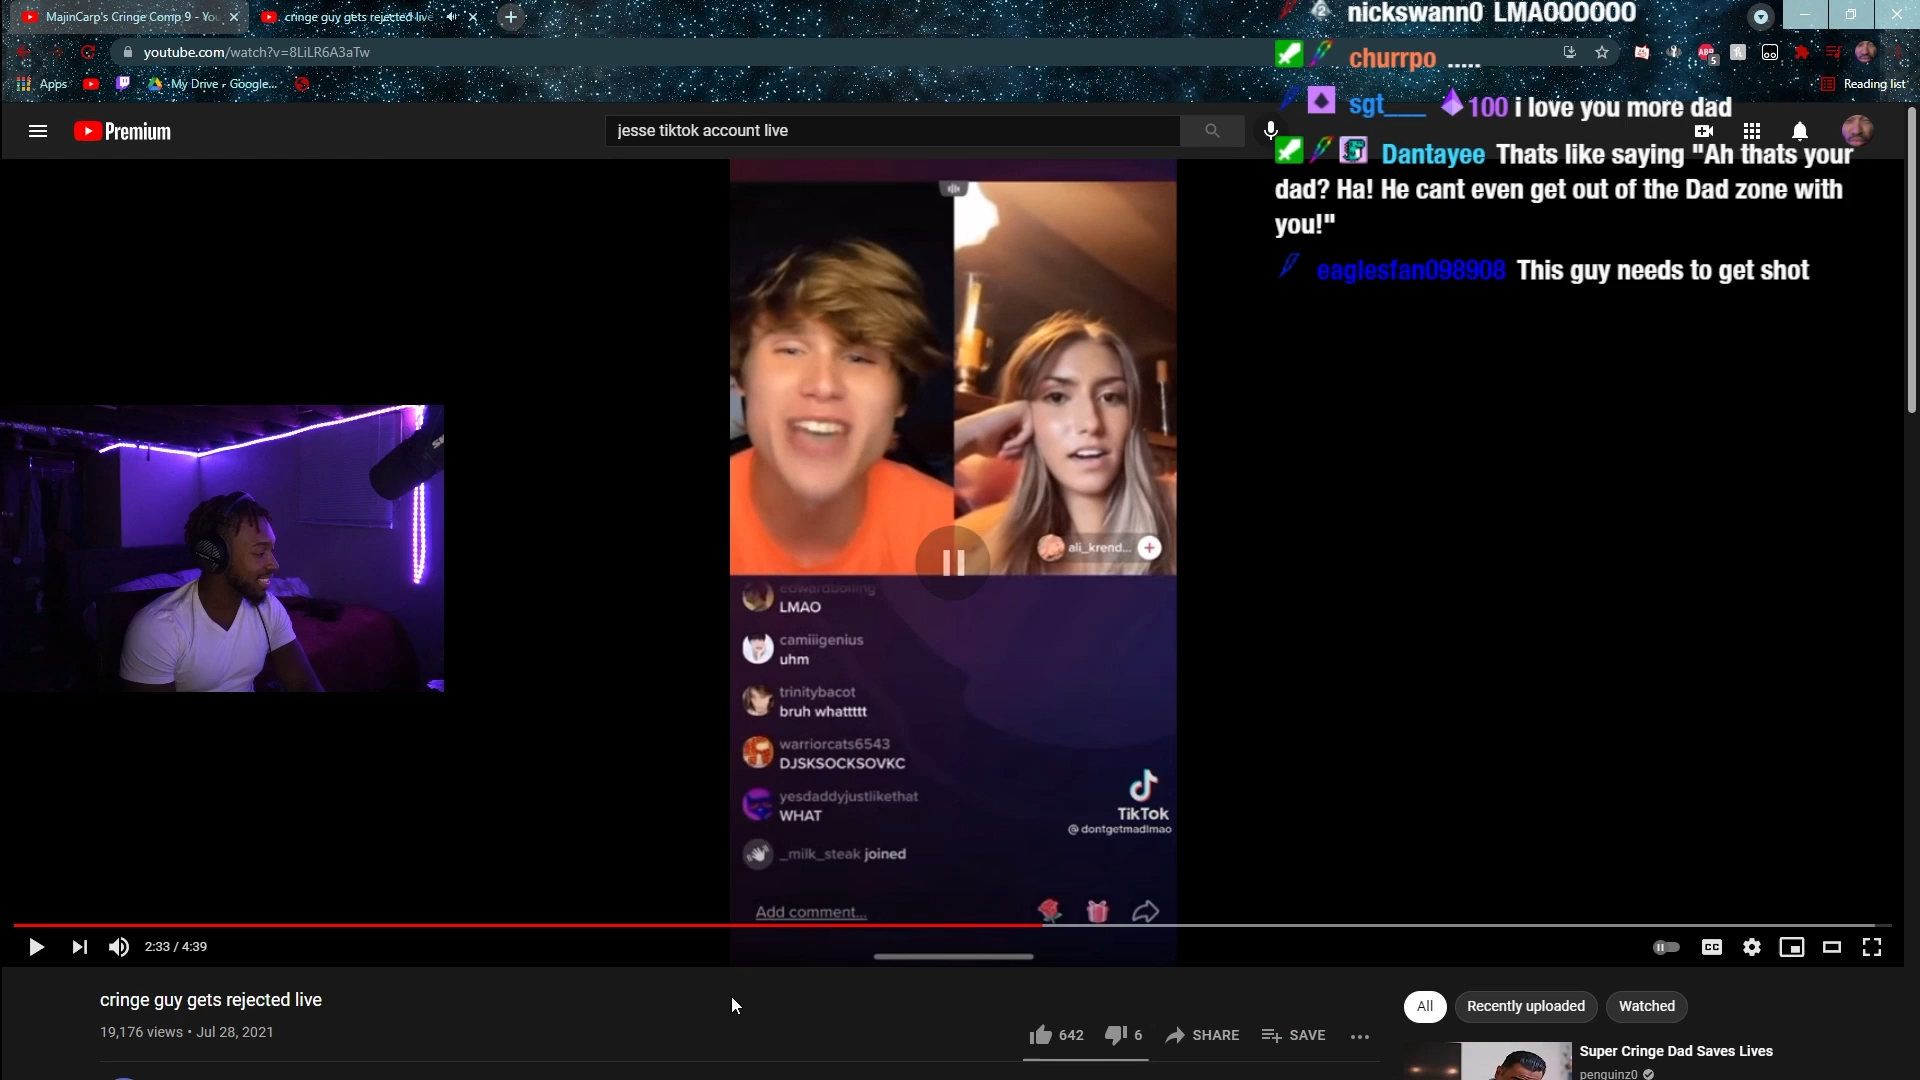 MajinCarp's Cringe Comp 9 - You
cringe guy gets rejected live
nickswann0 LMAOOOOOO
youtube.com/watch?v=8LiLR6A3aTw
churrpo .....
Apps
My Drive - Google...
Reading list
sgt____ 100 i love you more dad
Premium
jesse tiktok account live
Dantayee Thats like saying "Ah thats your
dad? Ha! He cant even get out of the Dad zone with
you!"
eaglesfan098908 This guy needs to get shot
ali_krend...
edwardbolling
LMAO
camiiigenius
uhm
trinitybacot
bruh whattttt
warriorcats6543
DJSKSOCKSOVKC
yesdaddyjustlikethat
WHAT
TikTok
@dontgetmadlmao
_milk_steak joined
Add comment...
2:33 / 4:39
CC
cringe guy gets rejected live
19,176 views • Jul 28, 2021
642
6
SHARE
SAVE
All
Recently uploaded
Watched
Super Cringe Dad Saves Lives
penguinz0